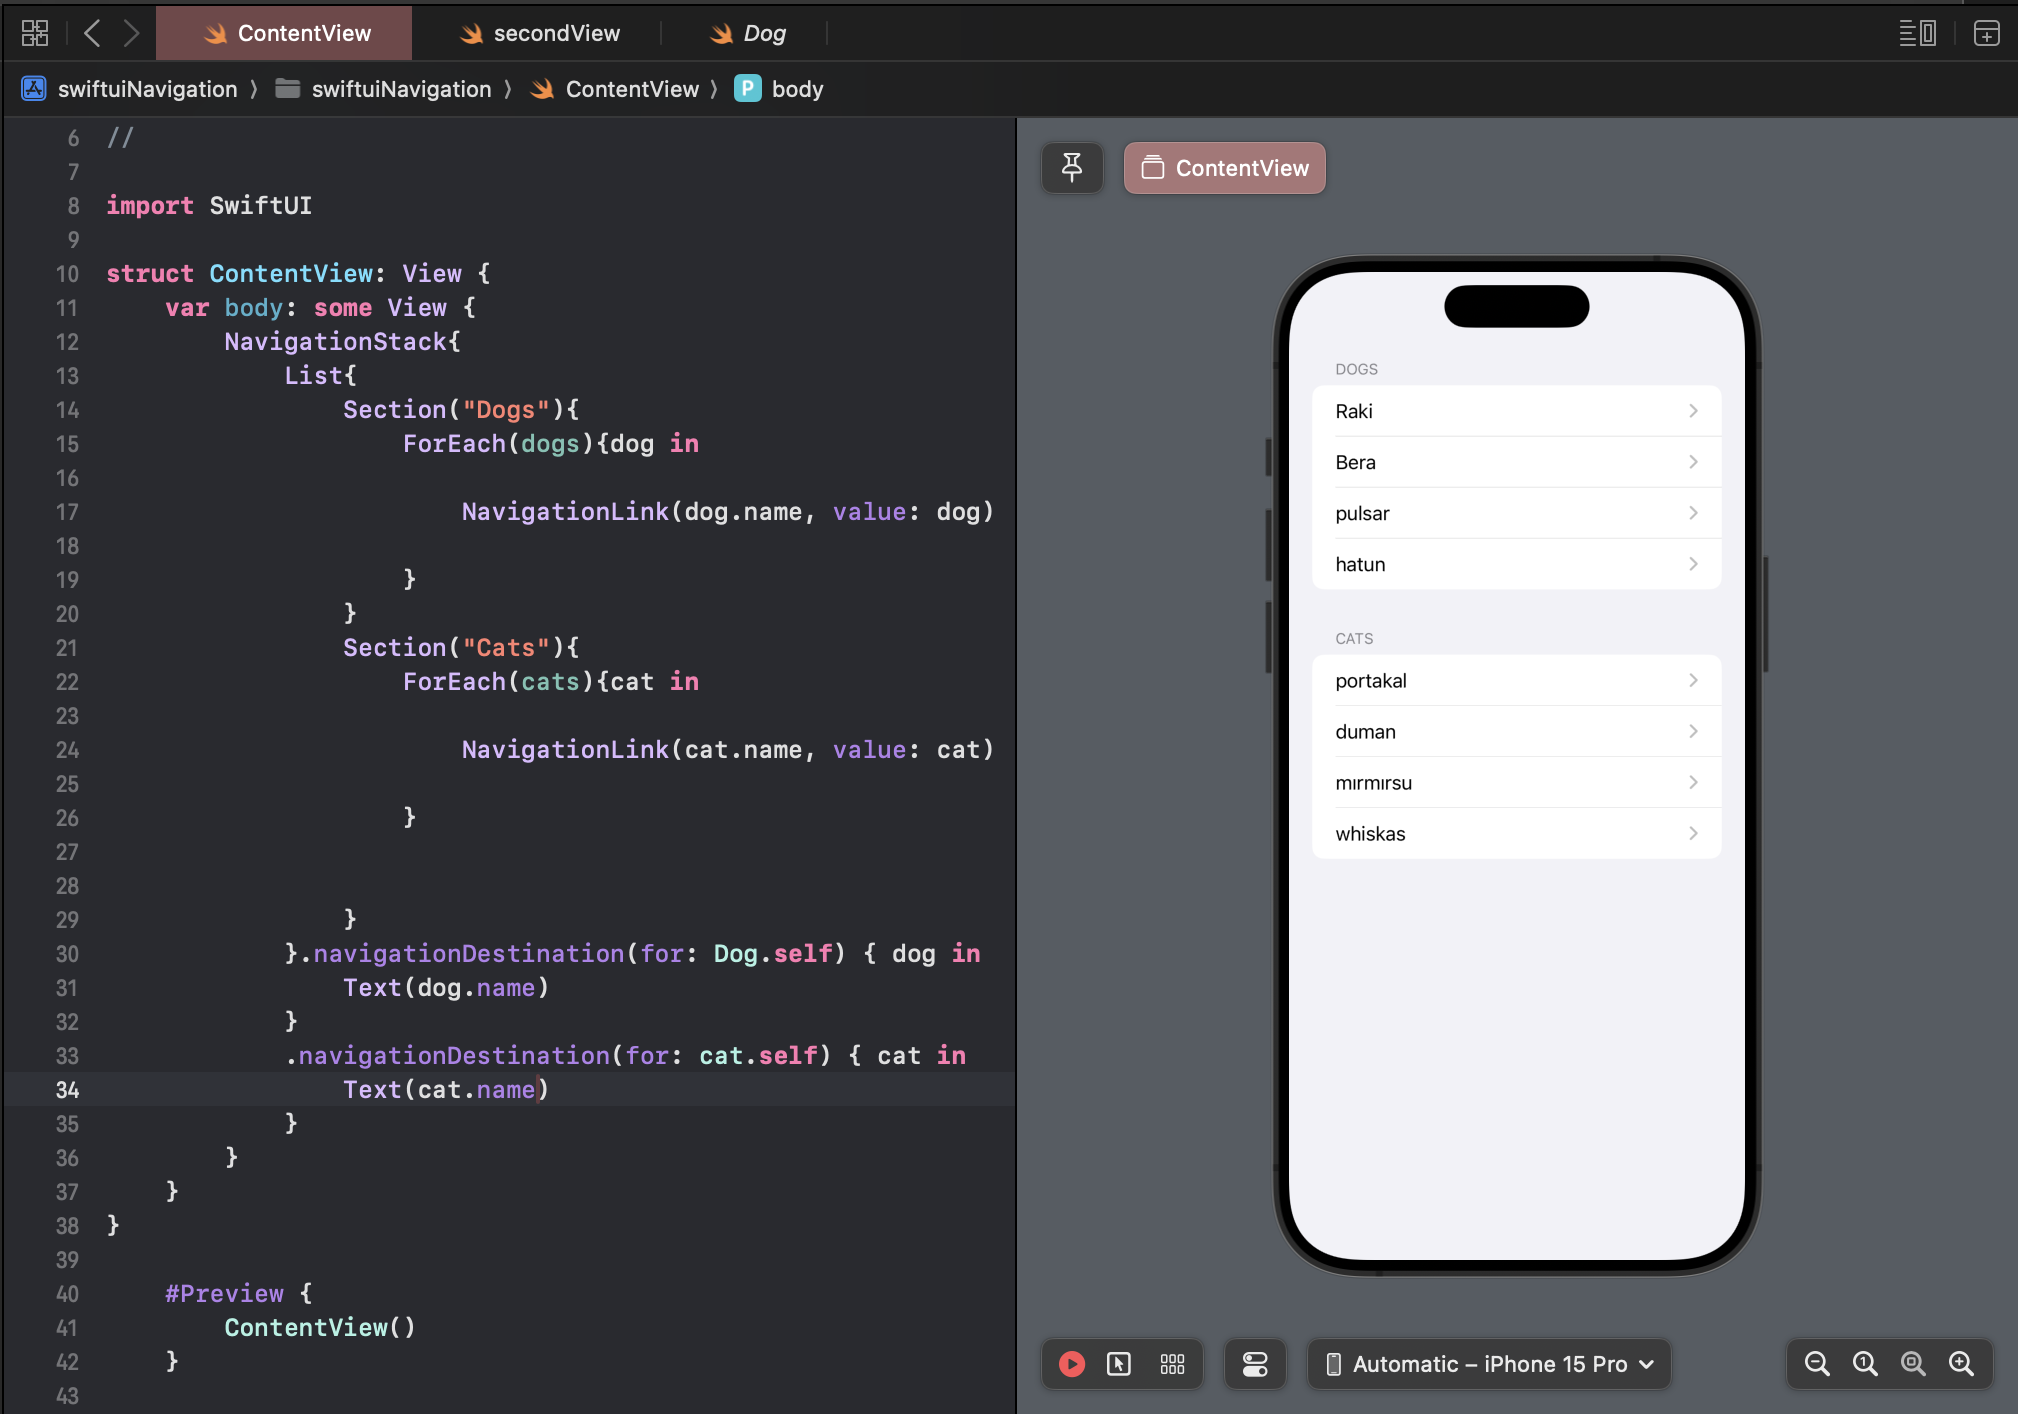 ContentView secondView Dog
swiftuiNavigation 〉 swiftuiNavigation 〉 ContentView 〉 P body
6 //
7
8 import SwiftUI
9
10 struct ContentView: View {
11 var body: some View {
12 NavigationStack{
13 List{
14 Section("Dogs"){
15 ForEach(dogs){dog in
16
17 NavigationLink(dog.name, value: dog)
18
19 }
20 }
21 Section("Cats"){
22 ForEach(cats){cat in
23
24 NavigationLink(cat.name, value: cat)
25
26 }
27
28
29 }
30 }.navigationDestination(for: Dog.self) { dog in
31 Text(dog.name)
32 }
33 .navigationDestination(for: cat.self) { cat in
34 Text(cat.name)
35 }
36 }
37 }
38 }
39
40 #Preview {
41 ContentView()
42 }
43
ContentView
DOGS
Raki
Bera
pulsar
hatun
CATS
portakal
duman
mırmırsu
whiskas
Automatic – iPhone 15 Pro
1